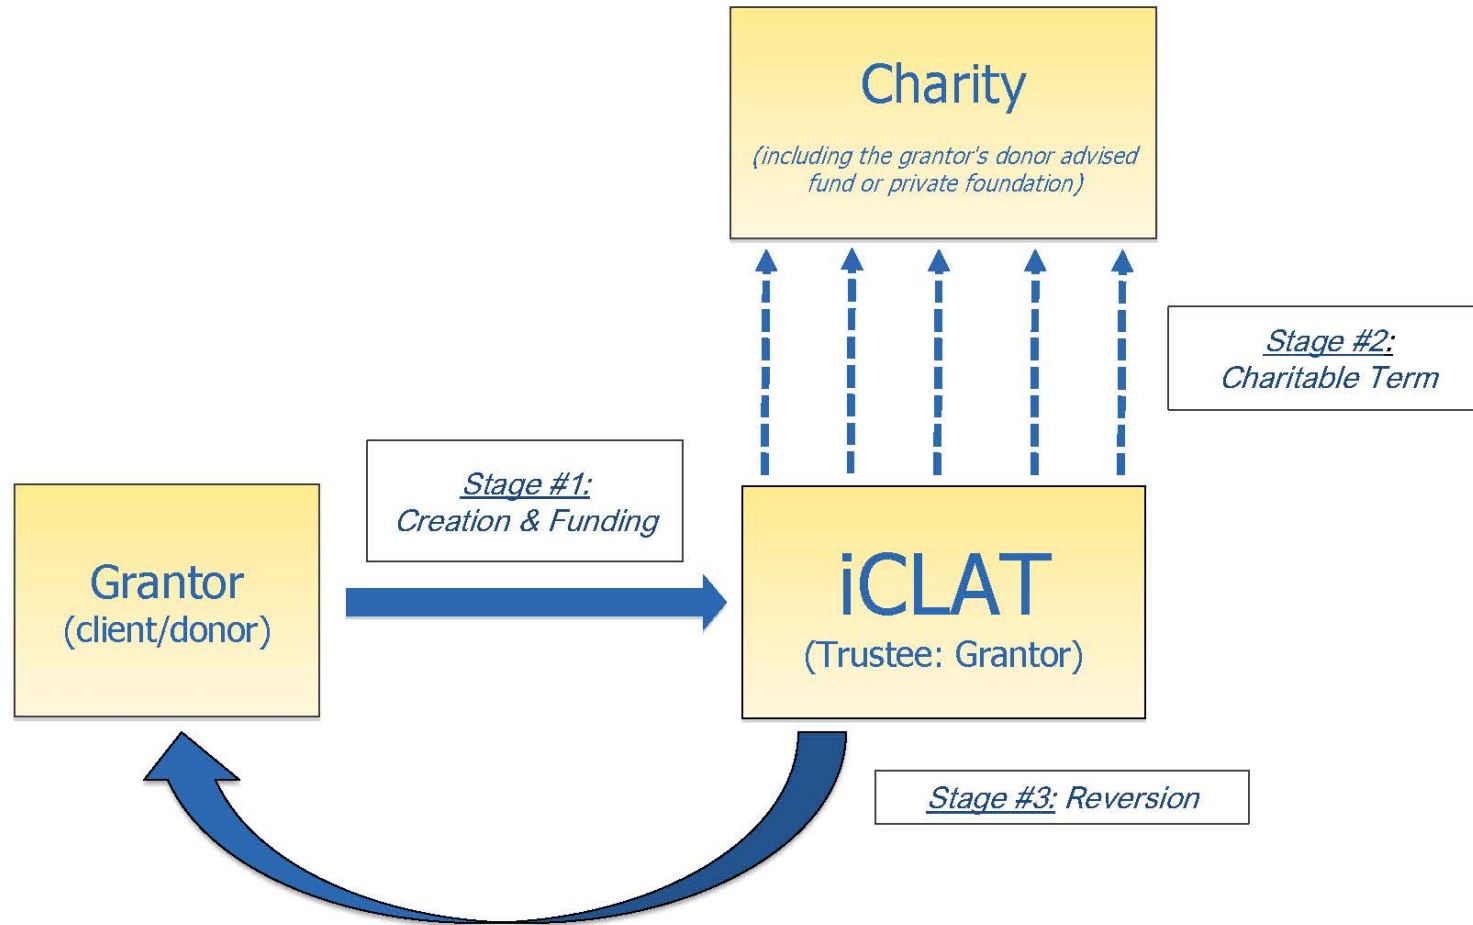 Charity
(including the grantor's donor advised
fund or private foundation)
Stage #2:
Charitable Term
Stage #1:
Creation & Funding
Grantor
(client/donor)
iCLAT
(Trustee: Grantor)
Stage #3: Reversion